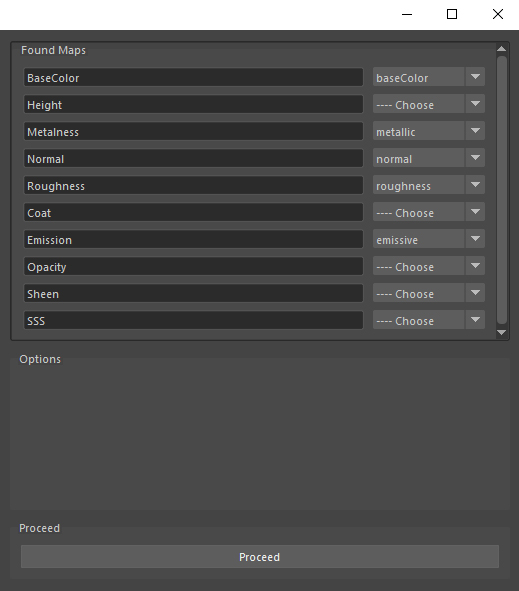 Found Maps
BaseColor baseColor
Height ---- Choose
Metalness metallic
Normal normal
Roughness roughness
Coat ---- Choose
Emission emissive
Opacity ---- Choose
Sheen ---- Choose
SSS ---- Choose
Options
Proceed
Proceed